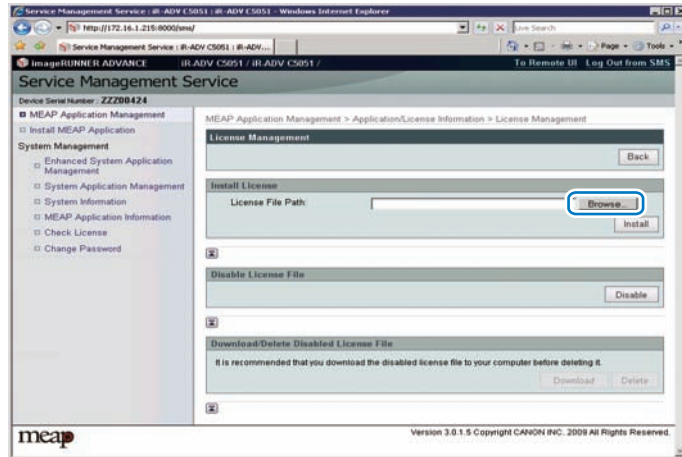 Service Management Service : iR-ADV C5051 : iR-ADV C5051 - Windows Internet Explorer
http://172.16.1.215:8000/sms/
Live Search
Service Management Service : iR-ADV C5051 : iR-ADV...
Page
Tools
imageRUNNER ADVANCE
iR-ADV C5051 / iR-ADV C5051 /
To Remote UI Log Out from SMS
Service Management Service
Device Serial Number : ZZZ00424
MEAP Application Management
Install MEAP Application
System Management
Enhanced System Application
Management
System Application Management
System Information
MEAP Application Information
Check License
Change Password
MEAP Application Management > Application/License Information > License Management
License Management
Back
Install License
License File Path:
Browse...
Install
Disable License File
Disable
Download/Delete Disabled License File
It is recommended that you download the disabled license file to your computer before deleting it.
Download
Delete
meap
Version 3.0.1.5 Copyright CANON INC. 2009 All Rights Reserved.